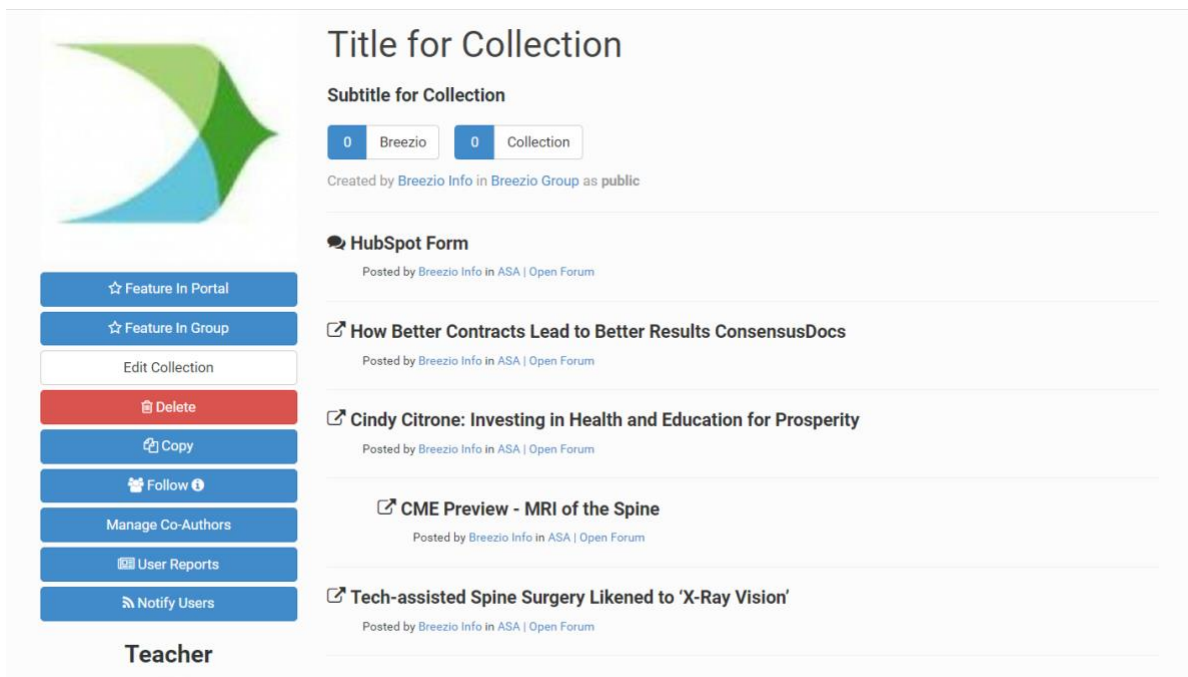 Title for Collection
Subtitle for Collection
0 Breezio 0 Collection
Created by Breezio Info in Breezio Group as public
HubSpot Form
Posted by Breezio Info in ASA | Open Forum
How Better Contracts Lead to Better Results ConsensusDocs
Posted by Breezio Info in ASA | Open Forum
Cindy Citrone: Investing in Health and Education for Prosperity
Posted by Breezio Info in ASA | Open Forum
CME Preview - MRI of the Spine
Posted by Breezio Info in ASA | Open Forum
Tech-assisted Spine Surgery Likened to ‘X-Ray Vision’
Posted by Breezio Info in ASA | Open Forum
Feature In Portal
Feature In Group
Edit Collection
Delete
Copy
Follow
Manage Co-Authors
User Reports
Notify Users
Teacher